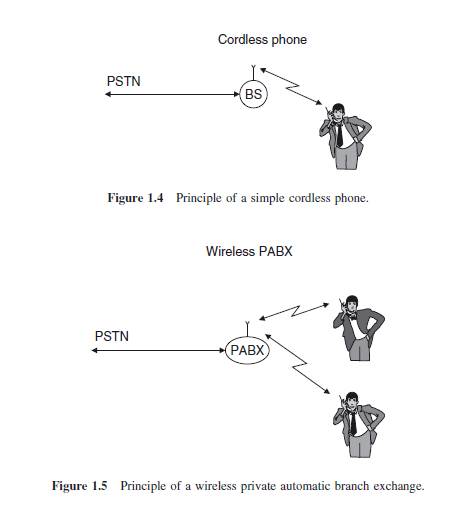 Cordless phone
PSTN
BS
Figure 1.4 Principle of a simple cordless phone.
Wireless PABX
PSTN
PABX
Figure 1.5 Principle of a wireless private automatic branch exchange.